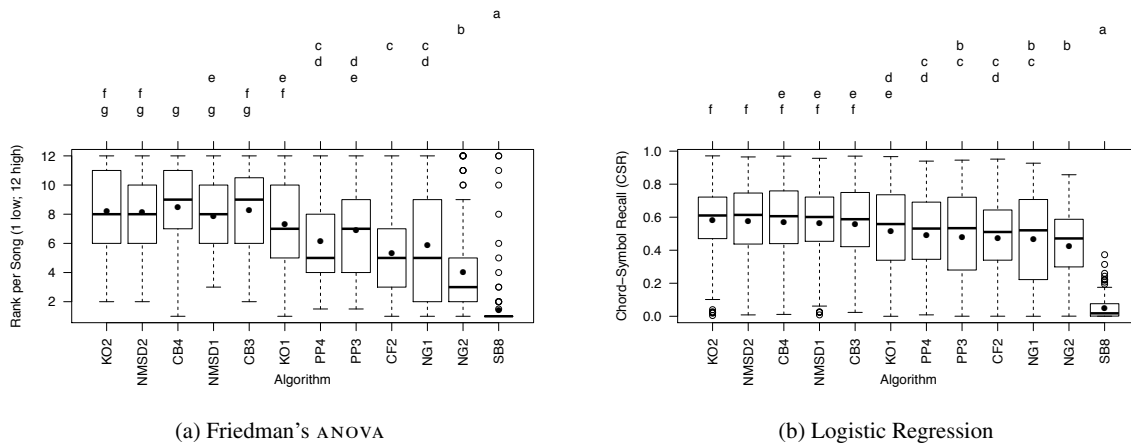 a
b
c c c
d d d
e e e
f f f f
g g g g g
12
10
8
6
4
2
Rank per Song (1 low; 12 high)
KO2 NMSD2 CB4 NMSD1 CB3 KO1 PP4 PP3 CF2 NG1 NG2 SB8
Algorithm
(a) Friedman's ANOVA
a
b b b
c c c c
d d d
e e e e
f f f f f
1.0
0.8
0.6
0.4
0.2
0.0
Chord−Symbol Recall (CSR)
KO2 NMSD2 CB4 NMSD1 CB3 KO1 PP4 PP3 CF2 NG1 NG2 SB8
Algorithm
(b) Logistic Regression